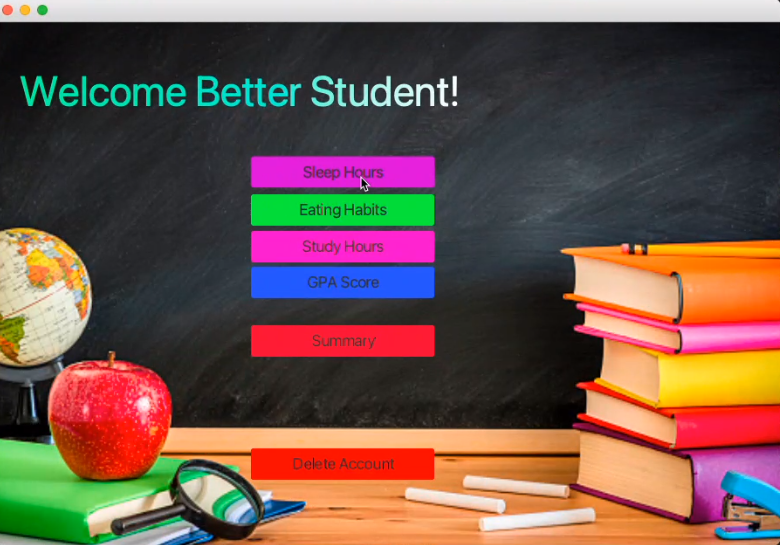 Welcome Better Student!
Sleep Hours
Eating Habits
Study Hours
GPA Score
Summary
Delete Account